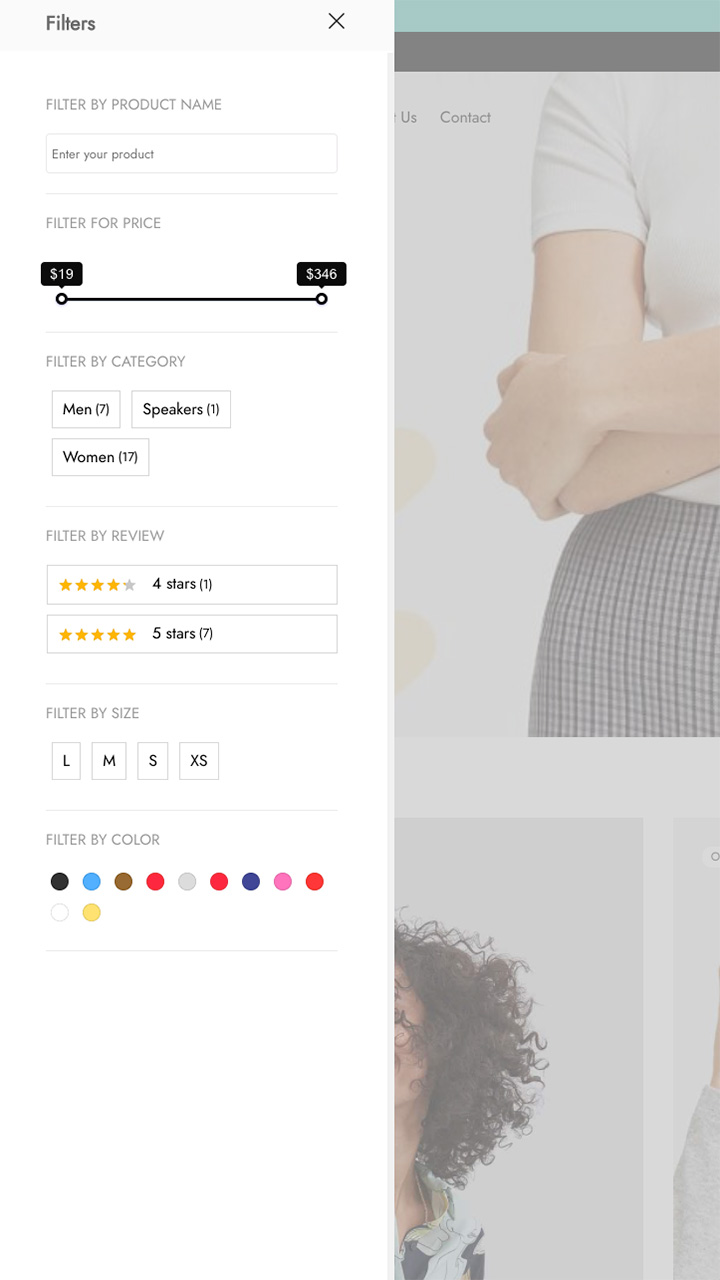 Filters
FILTER BY PRODUCT NAME
Enter your product
FILTER FOR PRICE
$19 $346
FILTER BY CATEGORY
Men (7) Speakers (1)
Women (17)
FILTER BY REVIEW
4 stars (1)
5 stars (7)
FILTER BY SIZE
L M S XS
FILTER BY COLOR
Us Contact